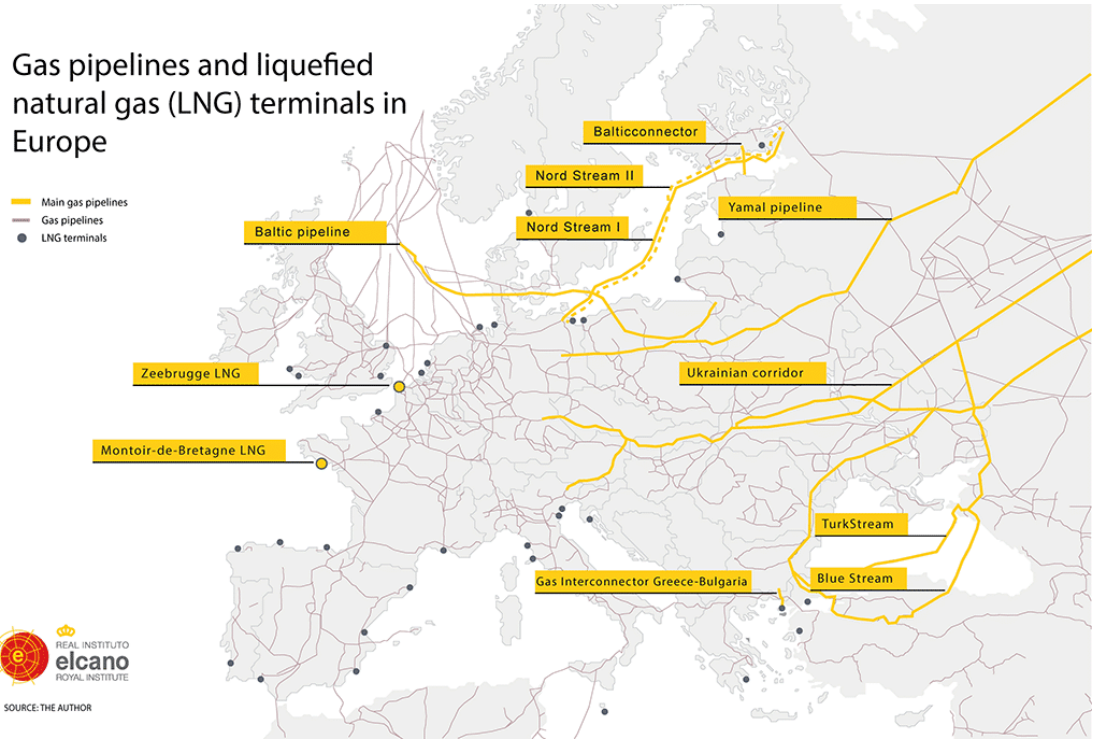 Gas pipelines and liquefied
natural gas (LNG) terminals in
Europe
Main gas pipelines
Gas pipelines
LNG terminals
Balticconnector
Nord Stream II
Yamal pipeline
Nord Stream I
Baltic pipeline
Zeebrugge LNG
Ukrainian corridor
Montoir-de-Bretagne LNG
TurkStream
Gas Interconnector Greece-Bulgaria
Blue Stream
e
REAL INSTITUTO
elcano
ROYAL INSTITUTE
SOURCE: THE AUTHOR